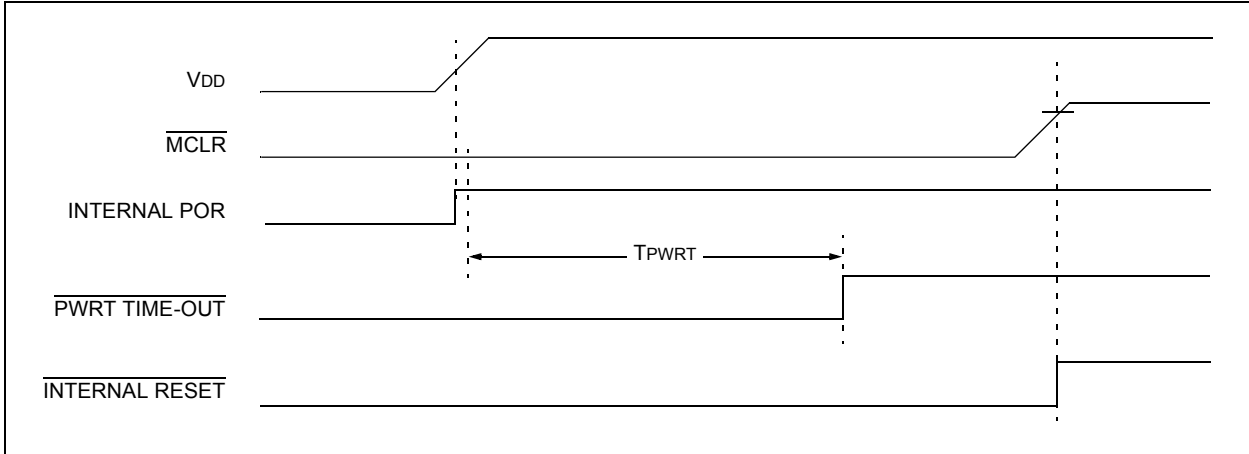 VDD
MCLR
INTERNAL POR
TPWRT
PWRT TIME-OUT
INTERNAL RESET